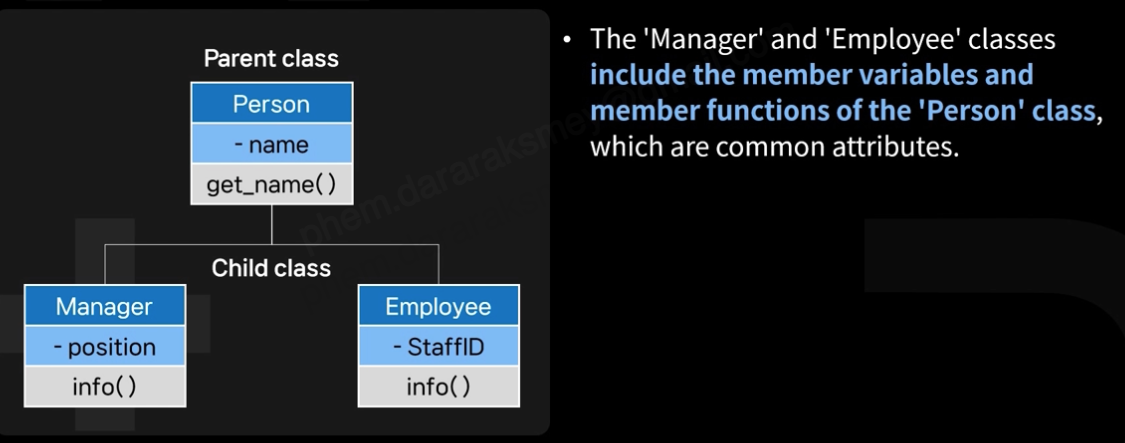 Parent class
Person
- name
get_name()
Child class
Manager
- position
info()
Employee
- StaffID
info()
• The 'Manager' and 'Employee' classes
include the member variables and
member functions of the 'Person' class,
which are common attributes.